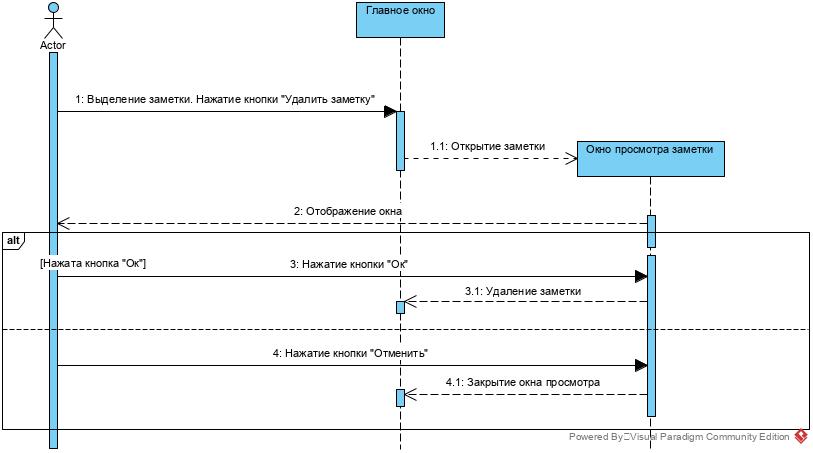 Главное окно
Actor
1: Выделение заметки. Нажатие кнопки "Удалить заметку"
1.1: Открытие заметки
Окно просмотра заметки
2: Отображение окна
alt
[Нажата кнопка "Ок"]
3: Нажатие кнопки "Ок"
3.1: Удаление заметки
4: Нажатие кнопки "Отменить"
4.1: Закрытие окна просмотра
Powered By Visual Paradigm Community Edition